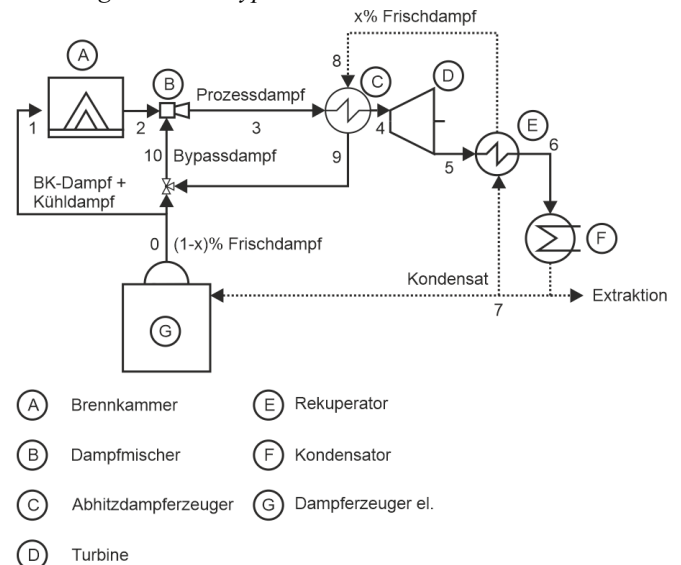 x% Frischdampf
A
B
8
C
D
Prozessdampf
E
1
2
3
4
6
10 Bypassdampf
9
5
BK-Dampf +
Kühldampf
F
0 (1-x)% Frischdampf
Kondensat
Extraktion
7
G
A Brennkammer
E Rekuperator
B Dampfmischer
F Kondensator
C Abhitzdampferzeuger
G Dampferzeuger el.
D Turbine